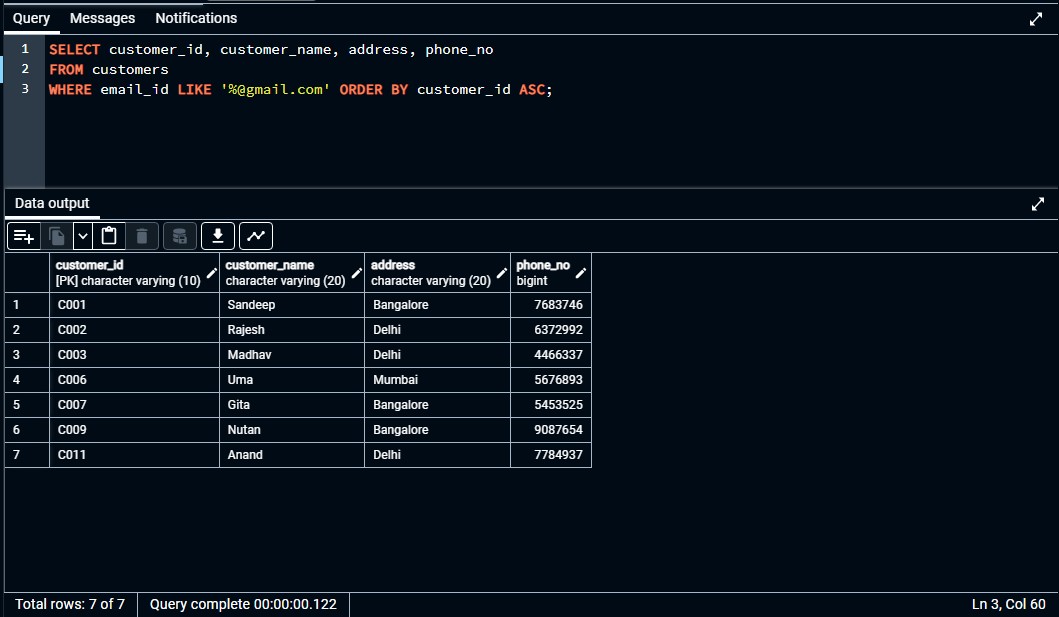 Query Messages Notifications
1 SELECT customer_id, customer_name, address, phone_no
2 FROM customers
3 WHERE email_id LIKE '%@gmail.com' ORDER BY customer_id ASC;
Data output
customer_id customer_name address phone_no
[PK] character varying (10) character varying (20) character varying (20) bigint
1 C001 Sandeep Bangalore 7683746
2 C002 Rajesh Delhi 6372992
3 C003 Madhav Delhi 4466337
4 C006 Uma Mumbai 5676893
5 C007 Gita Bangalore 5453525
6 C009 Nutan Bangalore 9087654
7 C011 Anand Delhi 7784937
Total rows: 7 of 7 Query complete 00:00:00.122 Ln 3, Col 60